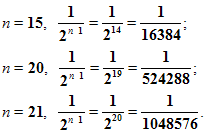 n = 15, 1/2^{n 1} = 1/2^{14} = 1/16384;
n = 20, 1/2^{n 1} = 1/2^{19} = 1/524288;
n = 21, 1/2^{n 1} = 1/2^{20} = 1/1048576.